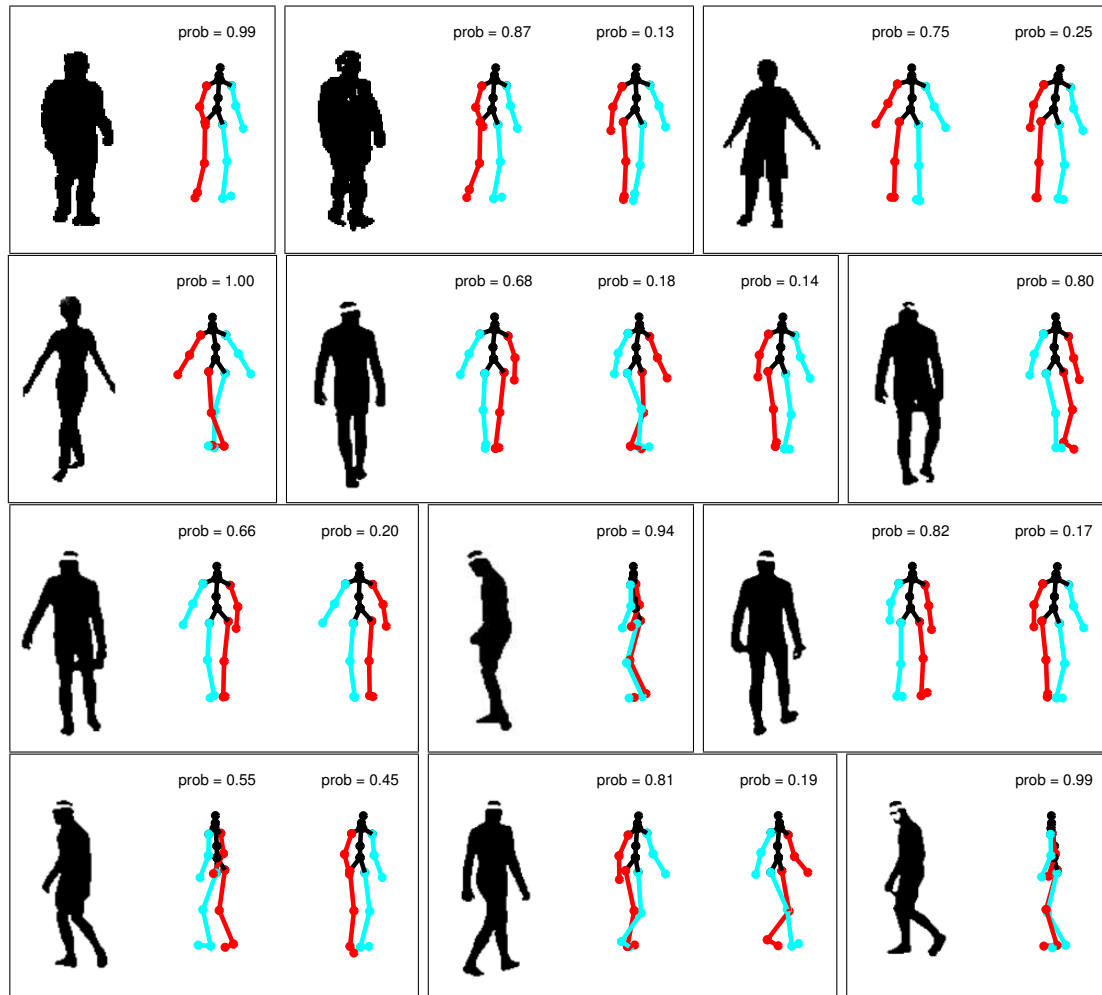 prob = 0.99
prob = 0.87
prob = 0.13
prob = 0.75
prob = 0.25
prob = 1.00
prob = 0.68
prob = 0.18
prob = 0.14
prob = 0.80
prob = 0.66
prob = 0.20
prob = 0.94
prob = 0.82
prob = 0.17
prob = 0.55
prob = 0.45
prob = 0.81
prob = 0.19
prob = 0.99